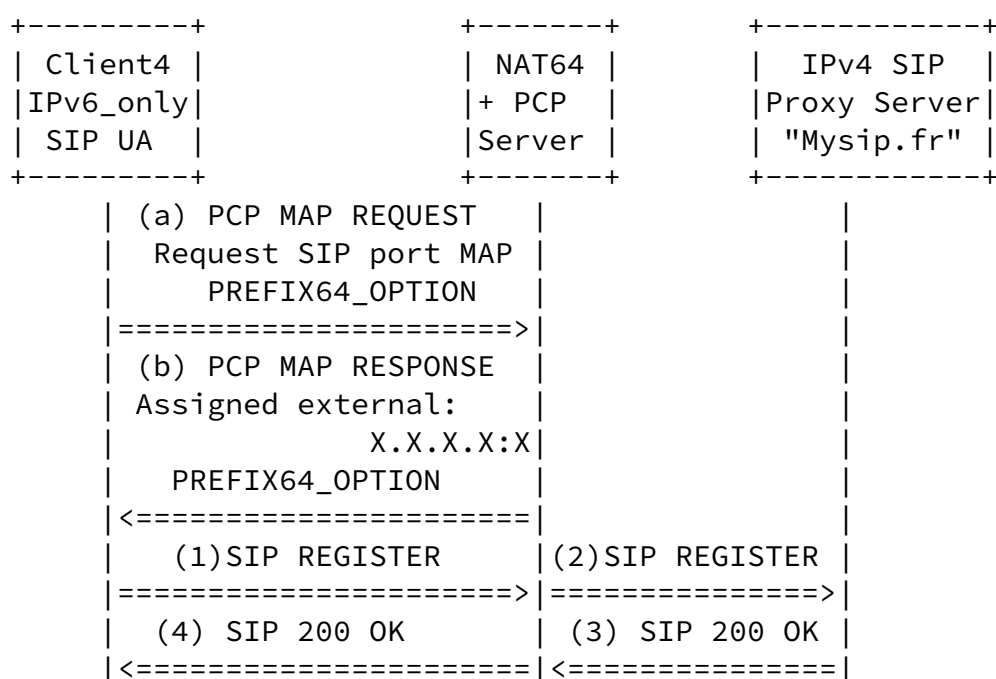 +---------+ +-------+ +------------+
| Client4 | | NAT64 | | IPv4 SIP |
|IPv6_only| |+ PCP | |Proxy Server|
| SIP UA | |Server | | "Mysip.fr" |
+---------+ +-------+ +------------+
| (a) PCP MAP REQUEST | |
| Request SIP port MAP | |
| PREFIX64_OPTION | |
|======================>| |
| (b) PCP MAP RESPONSE | |
| Assigned external: | |
| X.X.X.X:X| |
| PREFIX64_OPTION | |
|<======================| |
| (1)SIP REGISTER |(2)SIP REGISTER |
|======================>|===============>|
| (4) SIP 200 OK | (3) SIP 200 OK |
|<======================|<===============|